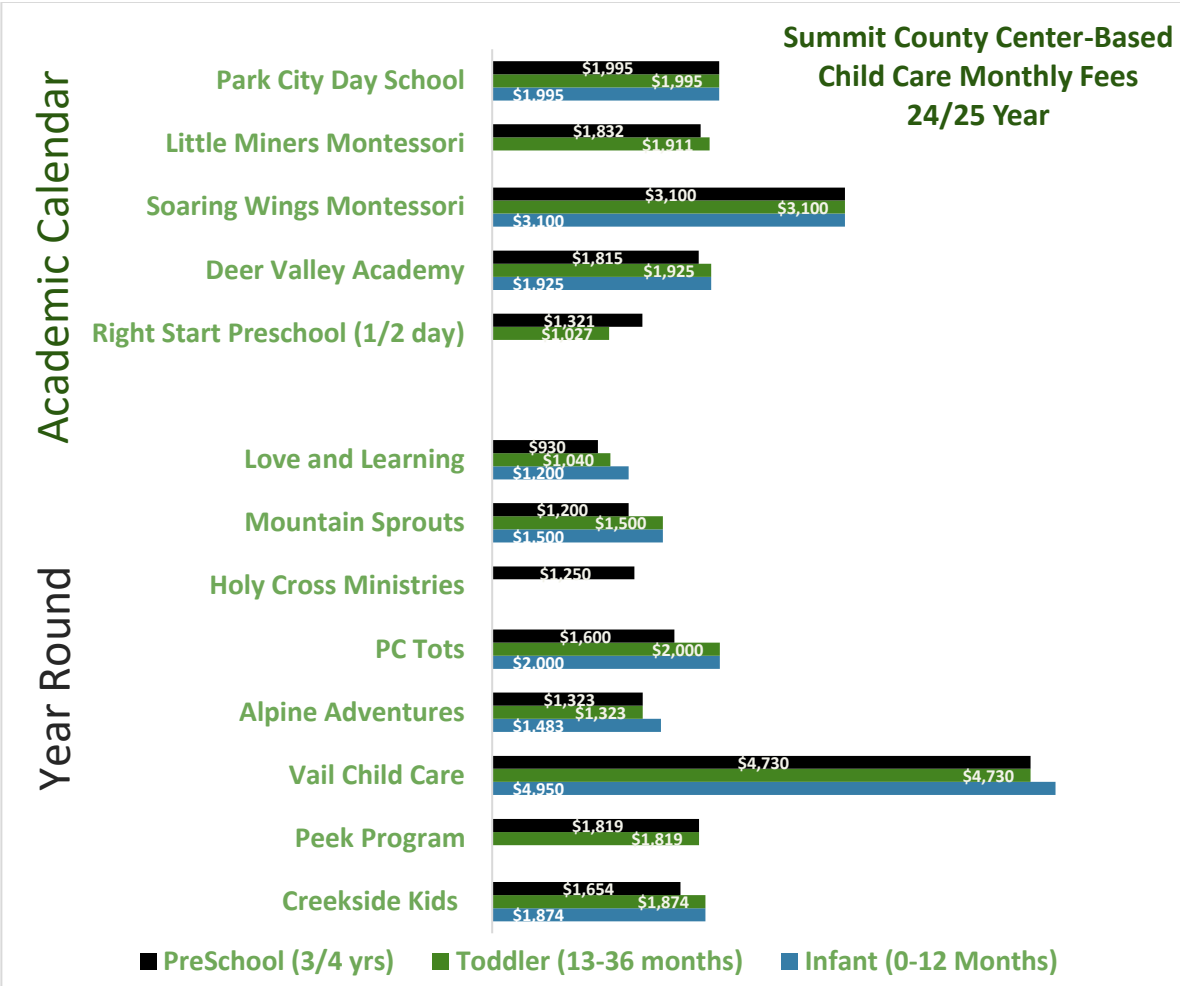 Summit County Center-Based
Child Care Monthly Fees
24/25 Year
Academic Calendar
Park City Day School
$1,995
$1,995
$1,995
Little Miners Montessori
$1,832
$1,911
Soaring Wings Montessori
$3,100
$3,100
$3,100
Deer Valley Academy
$1,815
$1,925
$1,925
Right Start Preschool (1/2 day)
$1,321
$1,027
Year Round
Love and Learning
$930
$1,040
$1,200
Mountain Sprouts
$1,200
$1,500
$1,500
Holy Cross Ministries
$1,250
PC Tots
$1,600
$2,000
$2,000
Alpine Adventures
$1,323
$1,323
$1,483
Vail Child Care
$4,730
$4,730
$4,950
Peek Program
$1,819
$1,819
Creekside Kids
$1,654
$1,874
$1,874
PreSchool (3/4 yrs) Toddler (13-36 months) Infant (0-12 Months)